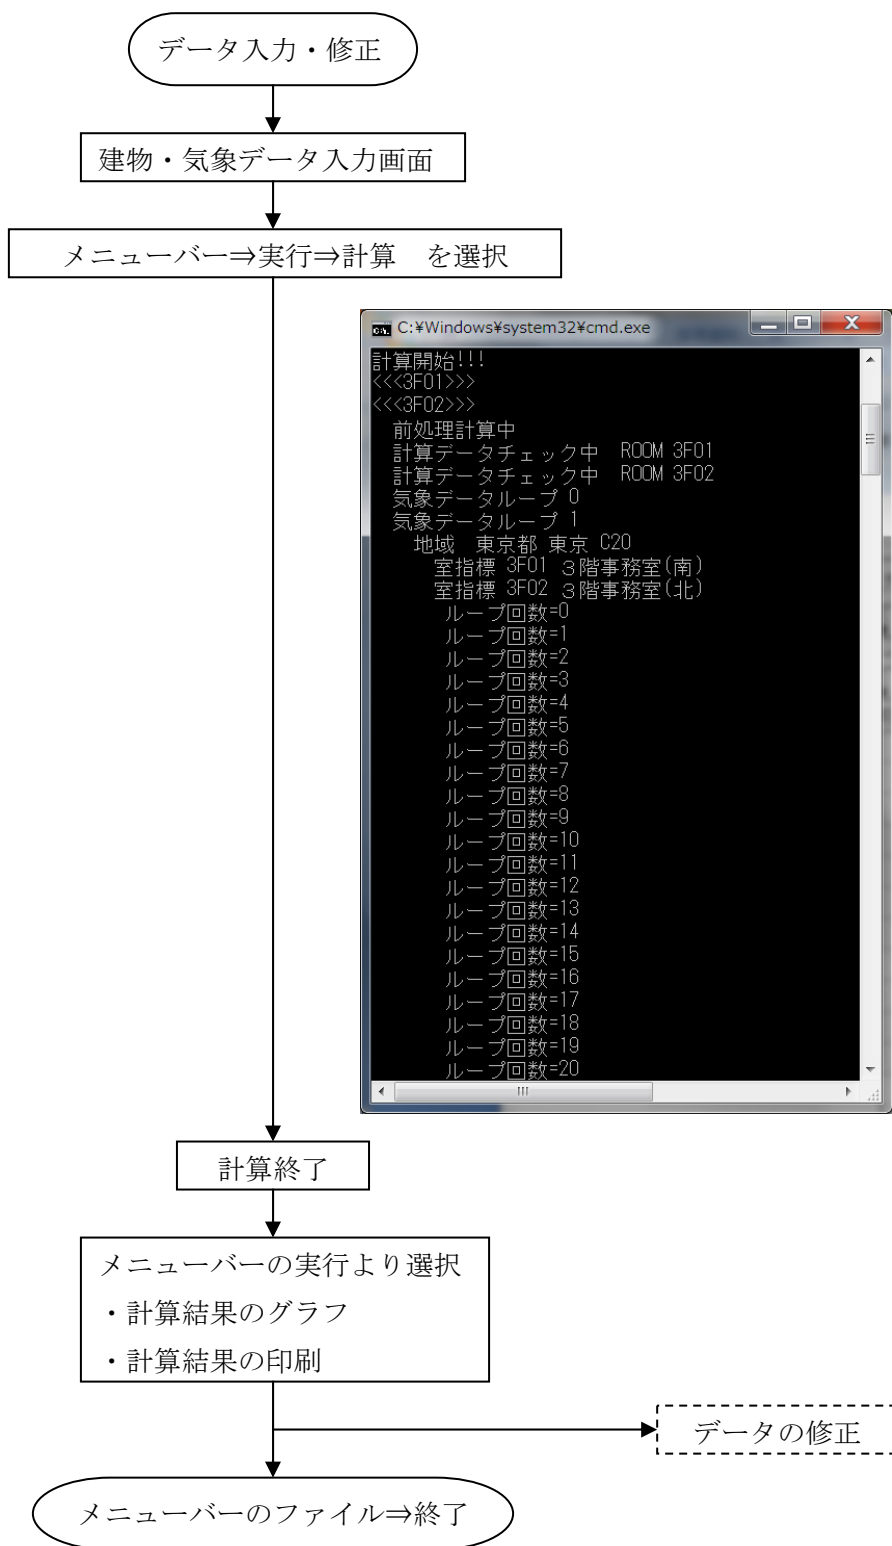 データ入力・修正
建物・気象データ入力画面
メニューバー⇒実行⇒計算　を選択
C:¥Windows¥system32¥cmd.exe
計算開始!!!
<<<3F01>>>
<<<3F02>>>
前処理計算中
計算データチェック中　ROOM 3F01
計算データチェック中　ROOM 3F02
気象データループ 0
気象データループ 1
地域　東京都 東京 C20
室指標 3F01 ３階事務室(南)
室指標 3F02 ３階事務室(北)
ループ回数=0
ループ回数=1
ループ回数=2
ループ回数=3
ループ回数=4
ループ回数=5
ループ回数=6
ループ回数=7
ループ回数=8
ループ回数=9
ループ回数=10
ループ回数=11
ループ回数=12
ループ回数=13
ループ回数=14
ループ回数=15
ループ回数=16
ループ回数=17
ループ回数=18
ループ回数=19
ループ回数=20
計算終了
メニューバーの実行より選択
・計算結果のグラフ
・計算結果の印刷
データの修正
メニューバーのファイル⇒終了